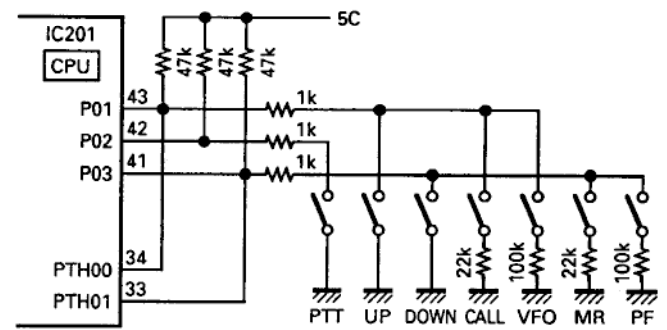 5C
IC201
CPU
47k 47k 47k
P01 43 1k
P02 42 1k
P03 41 1k
22k 100k 22k 100k
PTH00 34
PTH01 33
PTT UP DOWN CALL VFO MR PF